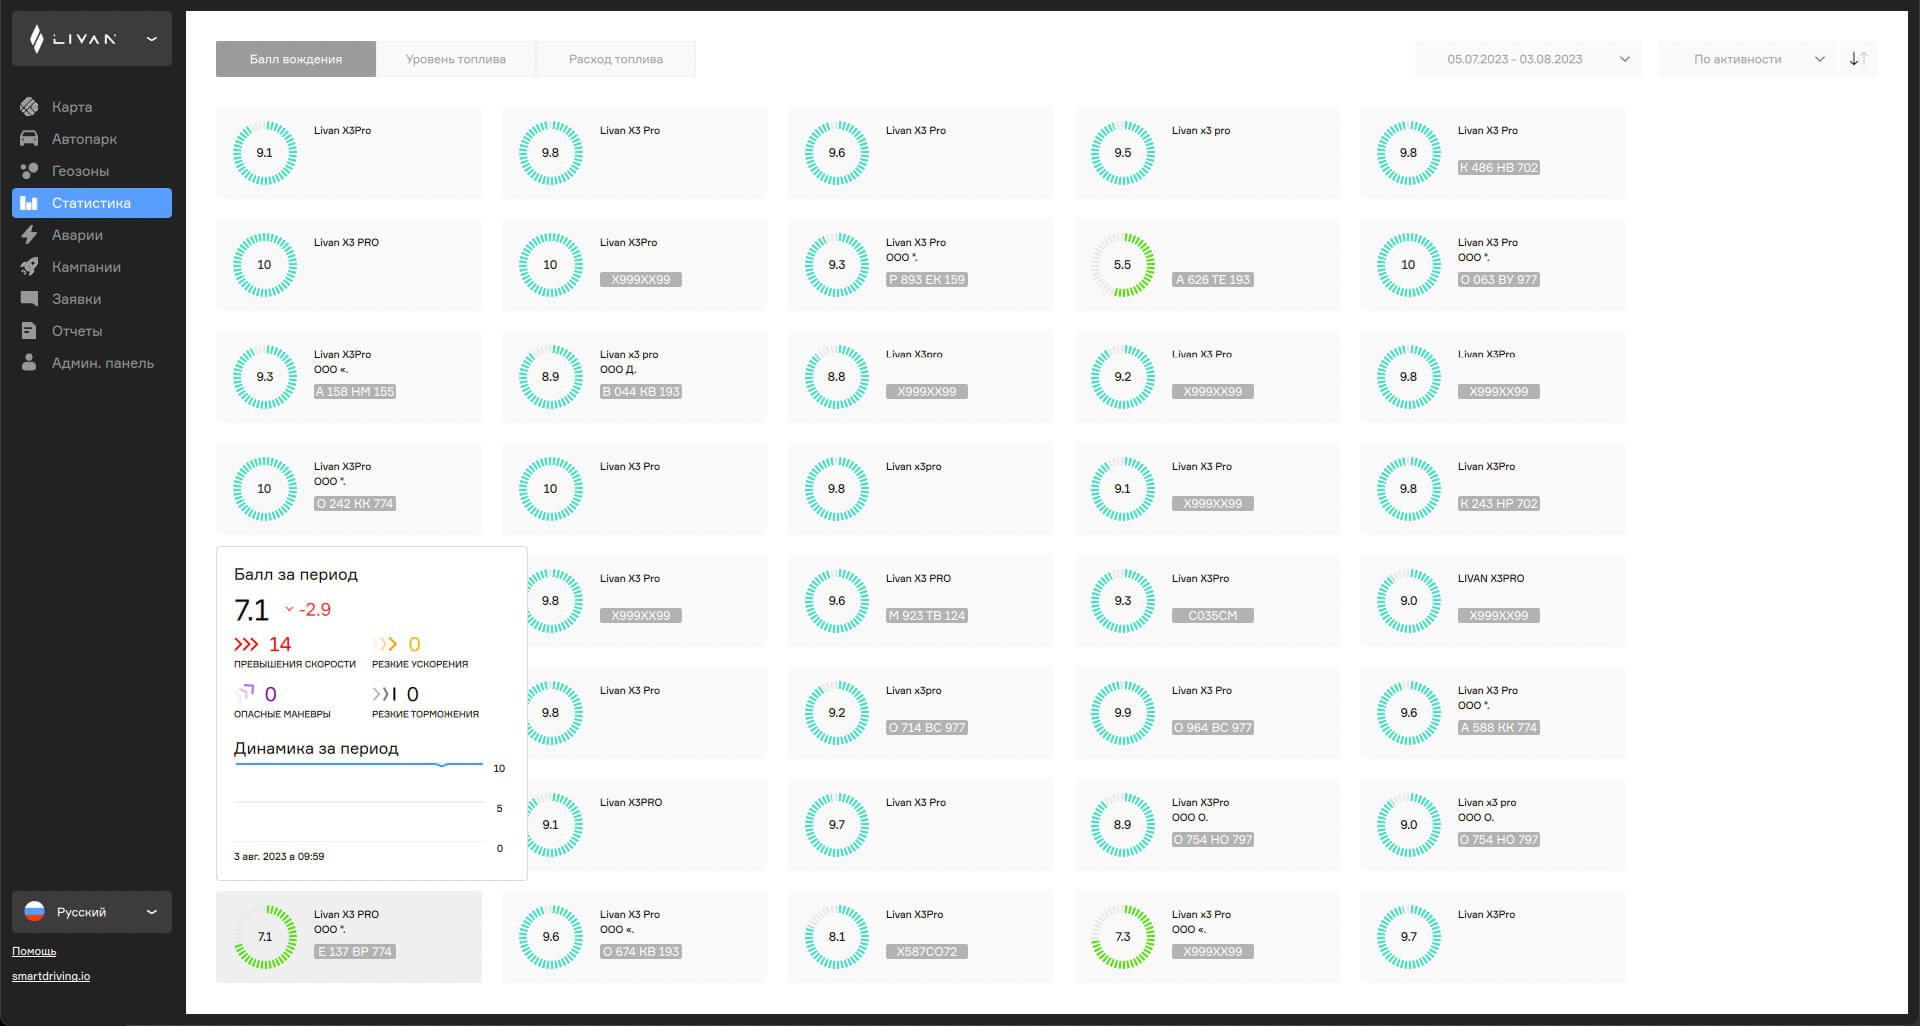 LIVAN
Карта
Автопарк
Геозоны
Статистика
Аварии
Кампании
Заявки
Отчеты
Админ. панель
Русский
Помощь
smartdriving.io
Балл вождения
Уровень топлива
Расход топлива
05.07.2023 - 03.08.2023
По активности
9.1
Livan X3Pro
9.8
Livan X3 Pro
9.6
Livan X3 Pro
9.5
Livan x3 pro
9.8
Livan X3 Pro
К 486 НВ 702
10
Livan X3 PRO
10
Livan X3Pro
X999XX99
9.3
Livan X3 Pro
ООО ".
Р 893 ЕК 159
5.5
А 626 ТЕ 193
10
Livan X3 Pro
ООО ".
О 063 ВУ 977
9.3
Livan X3Pro
ООО «.
А 158 НМ 155
8.9
Livan x3 pro
ООО Д.
В 044 КВ 193
8.8
Livan X3pro
X999XX99
9.2
Livan X3 Pro
X999XX99
9.8
Livan X3Pro
X999XX99
10
Livan X3Pro
ООО ".
О 242 КК 774
10
Livan X3 Pro
9.8
Livan x3pro
9.1
Livan X3 Pro
X999XX99
9.8
Livan X3Pro
К 243 НР 702
Балл за период
7.1
-2.9
14
ПРЕВЫШЕНИЯ СКОРОСТИ
0
РЕЗКИЕ УСКОРЕНИЯ
0
ОПАСНЫЕ МАНЕВРЫ
0
РЕЗКИЕ ТОРМОЖЕНИЯ
Динамика за период
10
5
0
3 авг. 2023 в 09:59
9.8
Livan X3 Pro
X999XX99
9.6
Livan X3 PRO
М 923 ТВ 124
9.3
Livan X3Pro
C035CM
9.0
LIVAN X3PRO
X999XX99
9.8
Livan X3 Pro
9.2
Livan x3pro
О 714 ВС 977
9.9
Livan X3 Pro
О 964 ВС 977
9.6
Livan X3 Pro
ООО ".
А 588 КК 774
9.1
Livan X3PRO
9.7
Livan X3 Pro
8.9
Livan X3Pro
ООО О.
О 754 НО 797
9.0
Livan x3 pro
ООО О.
О 754 НО 797
7.1
Livan X3 PRO
ООО ".
Е 137 ВР 774
9.6
Livan X3 Pro
ООО «.
О 674 КВ 193
8.1
Livan X3Pro
X587CO72
7.3
Livan x3 Pro
ООО «.
X999XX99
9.7
Livan X3Pro